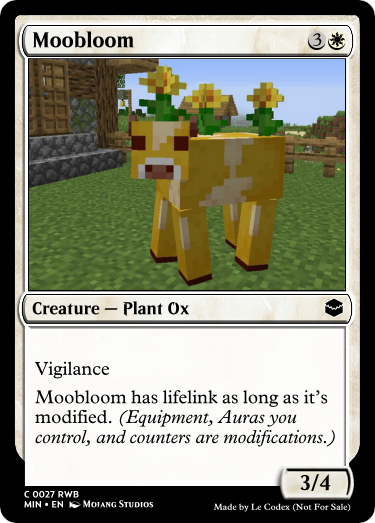 Moobloom 3
Creature — Plant Ox
Vigilance
Moobloom has lifelink as long as it's
modified. (Equipment, Auras you
control, and counters are modifications.)
3/4
C 0027 RWB
MIN • EN Mojang Studios
Made by Le Codex (Not For Sale)